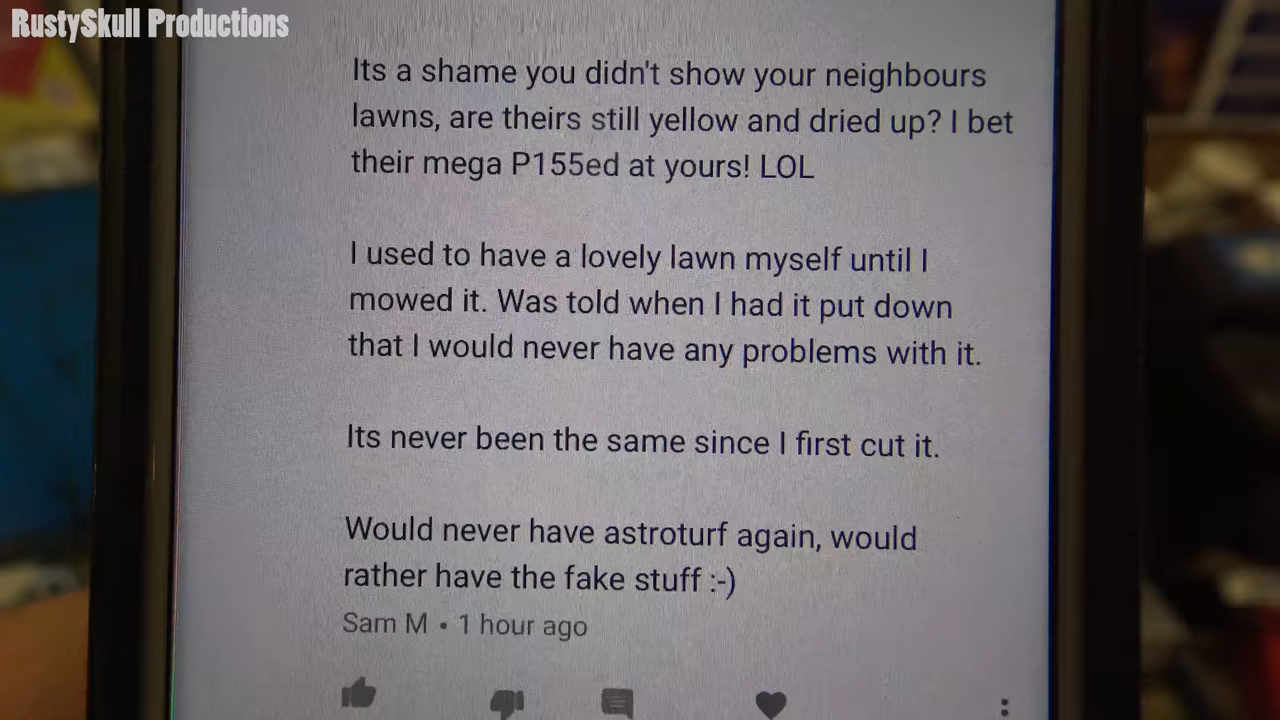 RustySkull Productions
Its a shame you didn't show your neighbours
lawns, are theirs still yellow and dried up? I bet
their mega P155ed at yours! LOL
I used to have a lovely lawn myself until I
mowed it. Was told when I had it put down
that I would never have any problems with it.
Its never been the same since I first cut it.
Would never have astroturf again, would
rather have the fake stuff :-)
Sam M • 1 hour ago